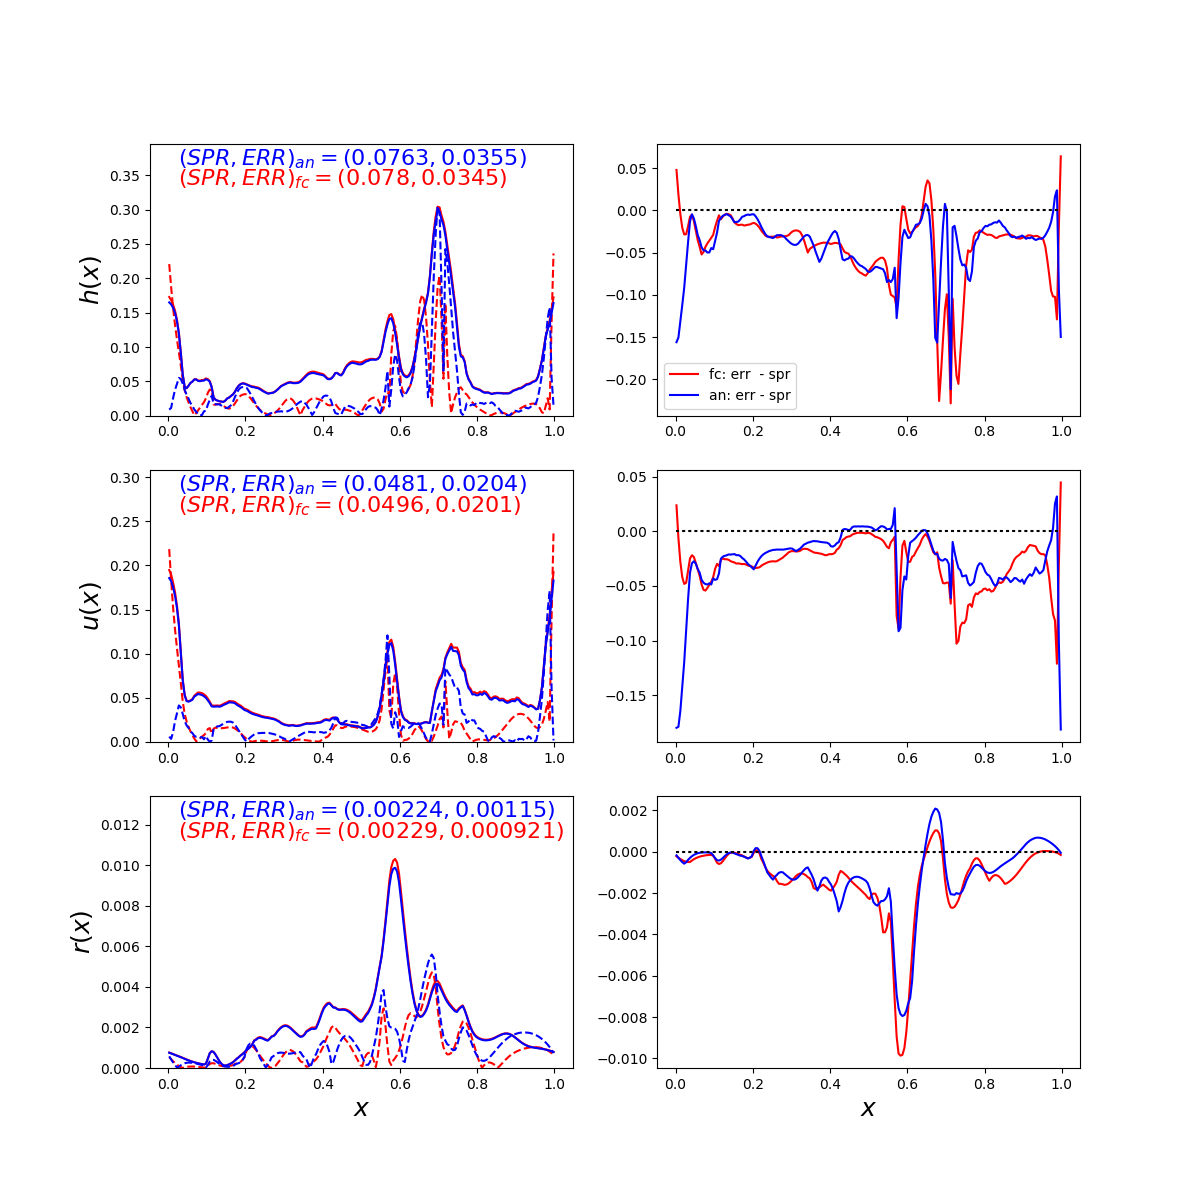 (SPR, ERR)an = (0.0763, 0.0355)
(SPR, ERR)fc = (0.078, 0.0345)
h(x)
0.35
0.30
0.25
0.20
0.15
0.10
0.05
0.00
0.0 0.2 0.4 0.6 0.8 1.0
0.05
0.00
−0.05
−0.10
−0.15
−0.20
fc: err - spr
an: err - spr
0.0 0.2 0.4 0.6 0.8 1.0
(SPR, ERR)an = (0.0481, 0.0204)
(SPR, ERR)fc = (0.0496, 0.0201)
u(x)
0.30
0.25
0.20
0.15
0.10
0.05
0.00
0.0 0.2 0.4 0.6 0.8 1.0
0.05
0.00
−0.05
−0.10
−0.15
0.0 0.2 0.4 0.6 0.8 1.0
(SPR, ERR)an = (0.00224, 0.00115)
(SPR, ERR)fc = (0.00229, 0.000921)
r(x)
0.012
0.010
0.008
0.006
0.004
0.002
0.000
0.0 0.2 0.4 0.6 0.8 1.0
x
0.002
0.000
−0.002
−0.004
−0.006
−0.008
−0.010
0.0 0.2 0.4 0.6 0.8 1.0
x